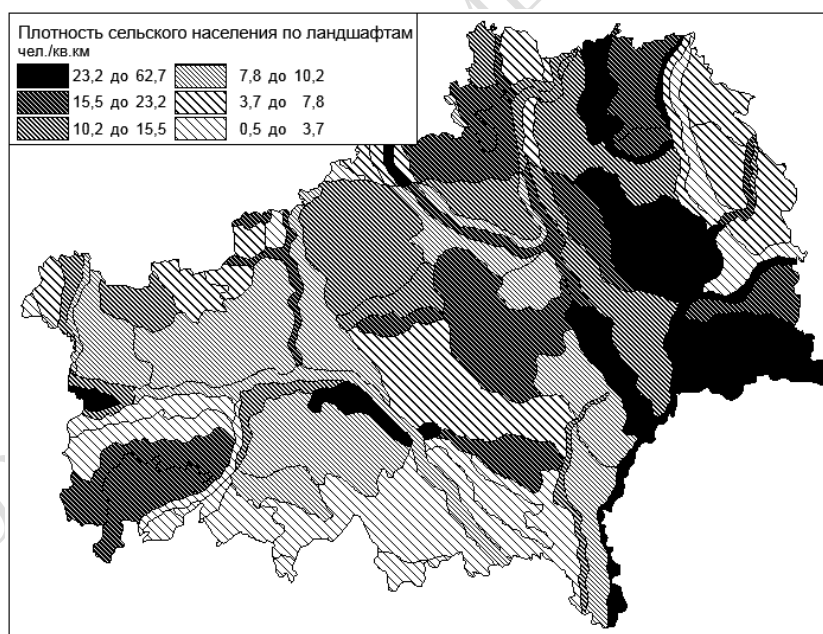 Плотность сельского населения по ландшафтам
чел./кв.км
23,2 до 62,7
7,8 до 10,2
15,5 до 23,2
3,7 до 7,8
10,2 до 15,5
0,5 до 3,7